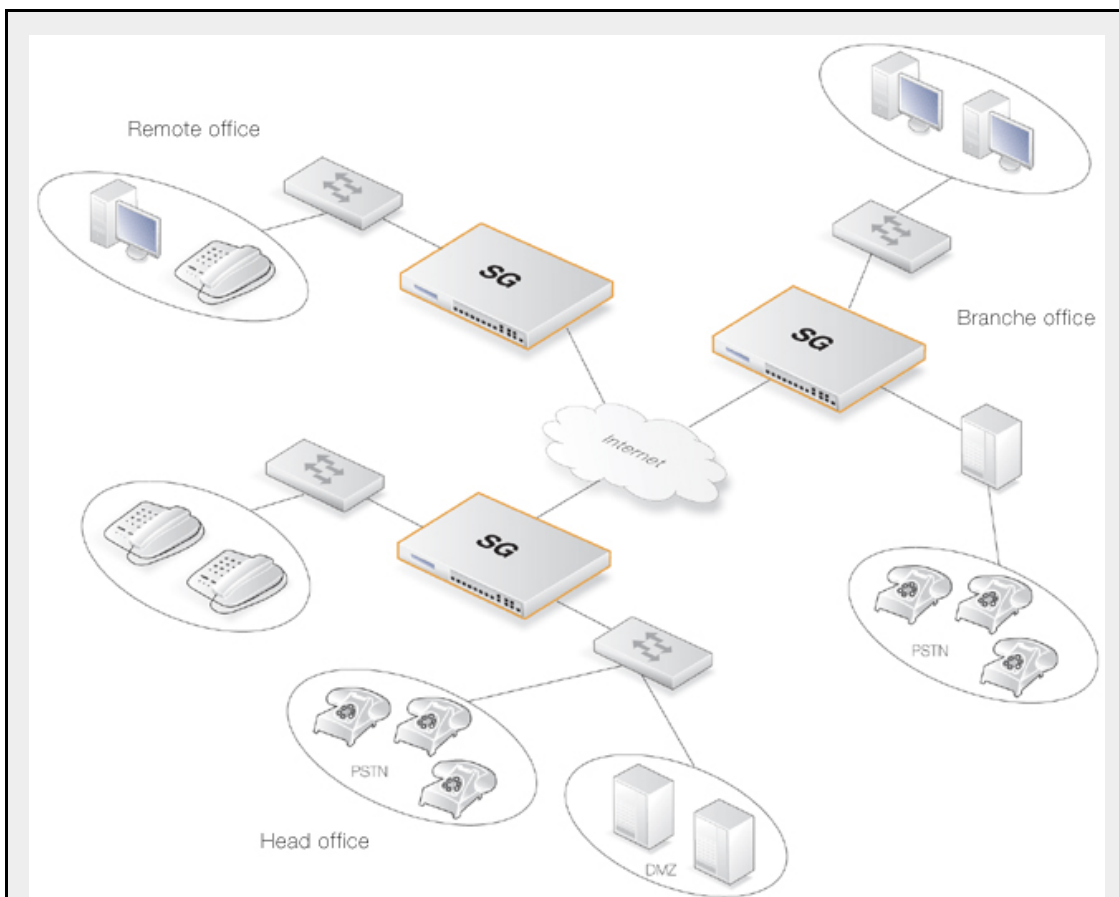 Remote office
SG
Branche office
SG
Internet
SG
PSTN
PSTN
Head office
DMZ